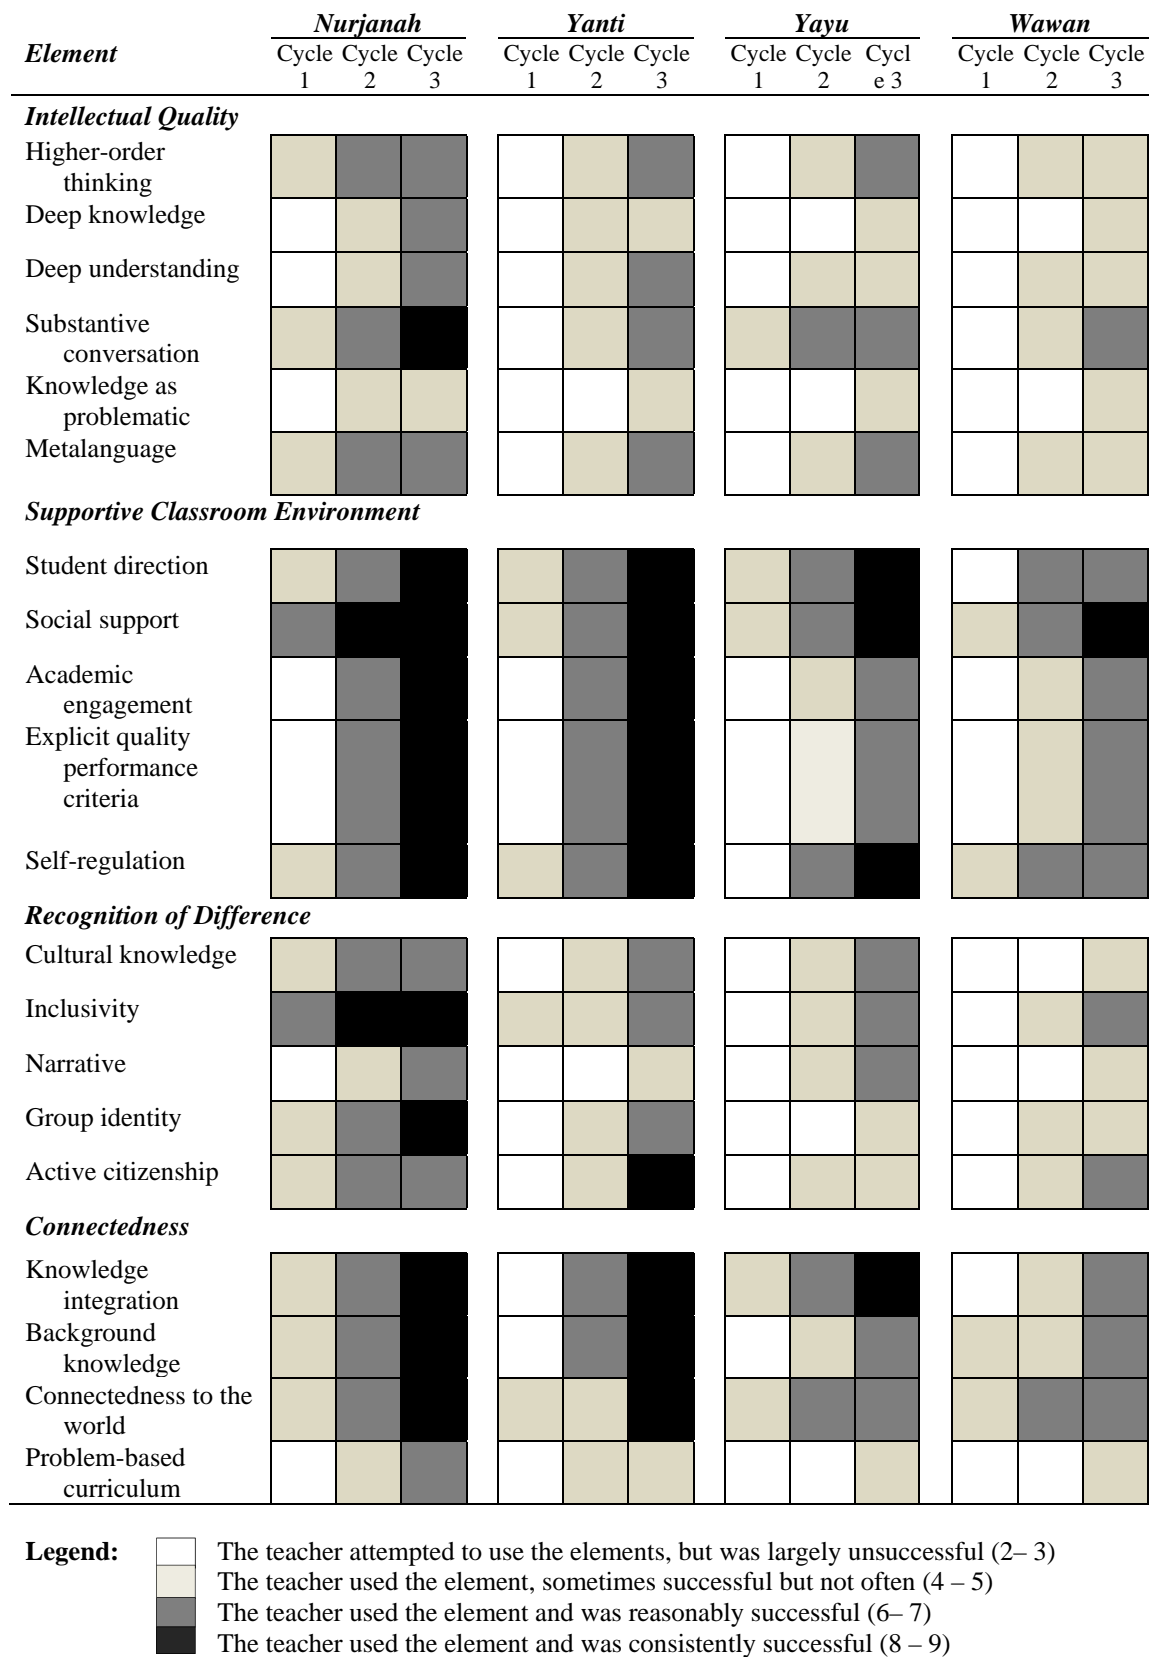 Nurjanah Yanti Yayu Wawan
Element Cycle Cycle Cycle Cycle Cycle Cycle Cycle Cycle Cycl Cycle Cycle Cycle
1 2 3 1 2 3 1 2 e 3 1 2 3
Intellectual Quality
Higher-order
thinking
Deep knowledge
Deep understanding
Substantive
conversation
Knowledge as
problematic
Metalanguage
Supportive Classroom Environment
Student direction
Social support
Academic
engagement
Explicit quality
performance
criteria
Self-regulation
Recognition of Difference
Cultural knowledge
Inclusivity
Narrative
Group identity
Active citizenship
Connectedness
Knowledge
integration
Background
knowledge
Connectedness to the
world
Problem-based
curriculum
Legend: The teacher attempted to use the elements, but was largely unsuccessful (2– 3)
The teacher used the element, sometimes successful but not often (4 – 5)
The teacher used the element and was reasonably successful (6– 7)
The teacher used the element and was consistently successful (8 – 9)